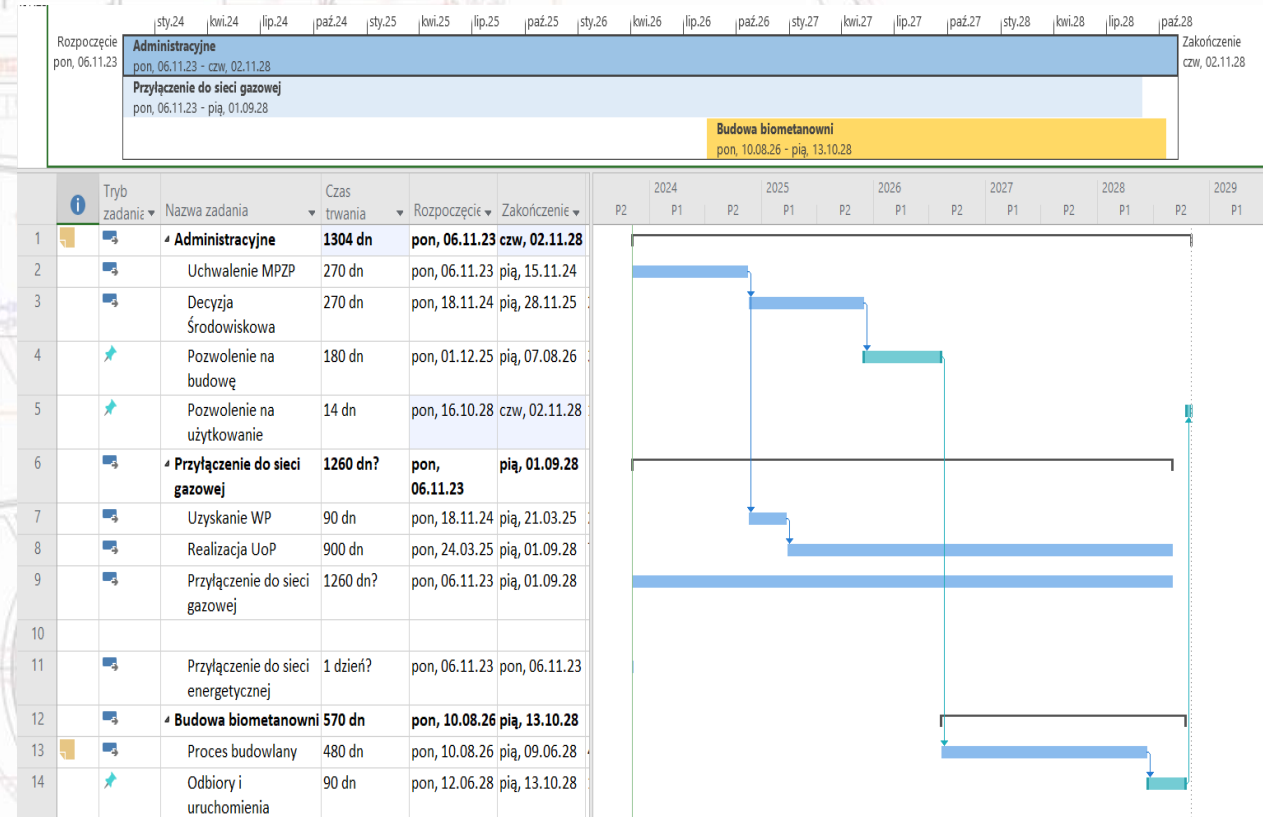 sty.24 kwi.24 lip.24 paź.24 sty.25 kwi.25 lip.25 paź.25 sty.26 kwi.26 lip.26 paź.26 sty.27 kwi.27 lip.27 paź.27 sty.28 kwi.28 lip.28 paź.28
Rozpoczęcie
pon, 06.11.23
Administracyjne
pon, 06.11.23 - czw, 02.11.28
Zakończenie
czw, 02.11.28
Przyłączenie do sieci gazowej
pon, 06.11.23 - pią, 01.09.28
Budowa biometanowni
pon, 10.08.26 - pią, 13.10.28
Tryb
zadania Nazwa zadania Czas
trwania Rozpoczęcie Zakończenie
2024 2025 2026 2027 2028 2029
P2 P1 P2 P1 P2 P1 P2 P1 P2 P1 P2 P1
1 Administracyjne 1304 dn pon, 06.11.23 czw, 02.11.28
2 Uchwalenie MPZP 270 dn pon, 06.11.23 pią, 15.11.24
3 Decyzja 270 dn pon, 18.11.24 pią, 28.11.25
Środowiskowa
4 Pozwolenie na 180 dn pon, 01.12.25 pią, 07.08.26
budowę
5 Pozwolenie na 14 dn pon, 16.10.28 czw, 02.11.28
użytkowanie
6 Przyłączenie do sieci 1260 dn? pon, pią, 01.09.28
gazowej 06.11.23
7 Uzyskanie WP 90 dn pon, 18.11.24 pią, 21.03.25
8 Realizacja UoP 900 dn pon, 24.03.25 pią, 01.09.28
9 Przyłączenie do sieci 1260 dn? pon, 06.11.23 pią, 01.09.28
gazowej
10
11 Przyłączenie do sieci 1 dzień? pon, 06.11.23 pon, 06.11.23
energetycznej
12 Budowa biometanowni 570 dn pon, 10.08.26 pią, 13.10.28
13 Proces budowlany 480 dn pon, 10.08.26 pią, 09.06.28
14 Odbiory i 90 dn pon, 12.06.28 pią, 13.10.28
uruchomienia